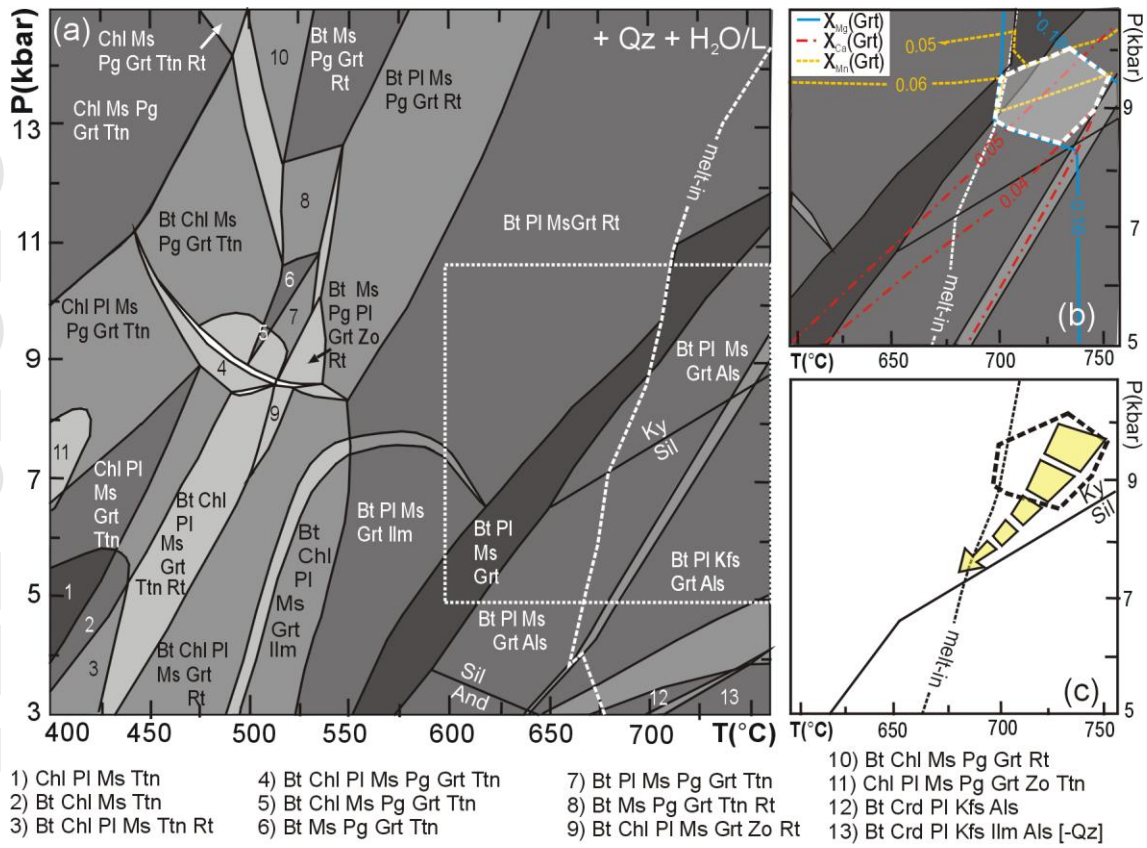 (a)
+ Qz + H2O/L
P(kbar)
13
11
9
7
5
3
400
450
500
550
600
650
700
T(°C)
Chl Ms
Pg Grt Ttn Rt
Chl Ms Pg
Grt Ttn
10
Bt Ms
Pg Grt
Rt
Bt Pl Ms
Pg Grt Rt
8
Bt Chl Ms
Pg Grt Ttn
6
7
5
4
9
Bt Ms
Pg Pl
Grt Zo
Rt
Bt Pl MsGrt Rt
melt-in
Chl Pl Ms
Pg Grt Ttn
11
Chl Pl
Ms
Grt
Ttn
1
2
3
Bt Chl
Pl
Ms
Grt
Ttn Rt
Bt Chl Pl
Ms Grt
Rt
Bt
Chl
Pl
Ms
Grt
Ilm
Bt Pl Ms
Grt Ilm
Bt Pl
Ms
Grt
Bt Pl Ms
Grt Als
Ky
Sil
Bt Pl Kfs
Grt Als
Bt Pl Ms
Grt Als
Sil
And
12
13
XMg(Grt)
XCa(Grt)
XMn(Grt)
0.05
0.06
0.05
0.04
0.16
melt-in
(b)
P(kbar)
9
7
5
T(°C)
650
700
750
Ky
Sil
melt-in
(c)
P(kbar)
9
7
5
T(°C)
650
700
750
1) Chl Pl Ms Ttn
2) Bt Chl Ms Ttn
3) Bt Chl Pl Ms Ttn Rt
4) Bt Chl Pl Ms Pg Grt Ttn
5) Bt Chl Ms Pg Grt Ttn
6) Bt Ms Pg Grt Ttn
7) Bt Pl Ms Pg Grt Ttn
8) Bt Ms Pg Grt Ttn Rt
9) Bt Chl Pl Ms Grt Zo Rt
10) Bt Chl Ms Pg Grt Rt
11) Chl Pl Ms Pg Grt Zo Ttn
12) Bt Crd Pl Kfs Als
13) Bt Crd Pl Kfs Ilm Als [-Qz]